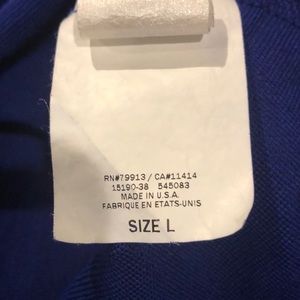 RN#79913 / CA#11414
15190-38 545083
MADE IN U.S.A.
FABRIQUE EN ETATS-UNIS
SIZE L